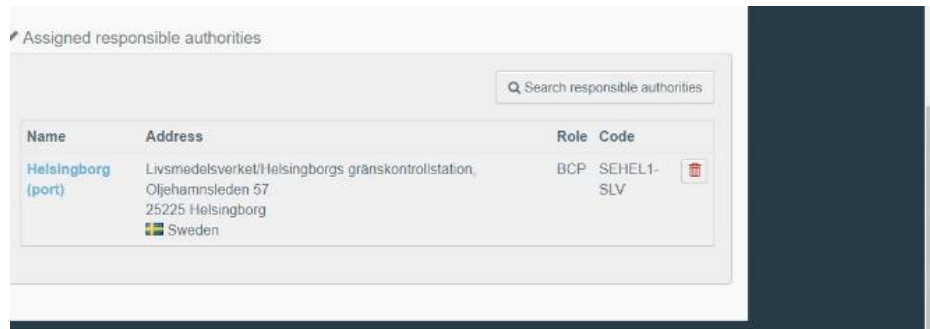 Assigned responsible authorities
Search responsible authorities
Name Address Role Code
Helsingborg Livsmedelsverket/Helsingborgs gränskontrollstation, BCP SEHEL1-
(port) Oljehamnsleden 57 SLV
25225 Helsingborg
Sweden